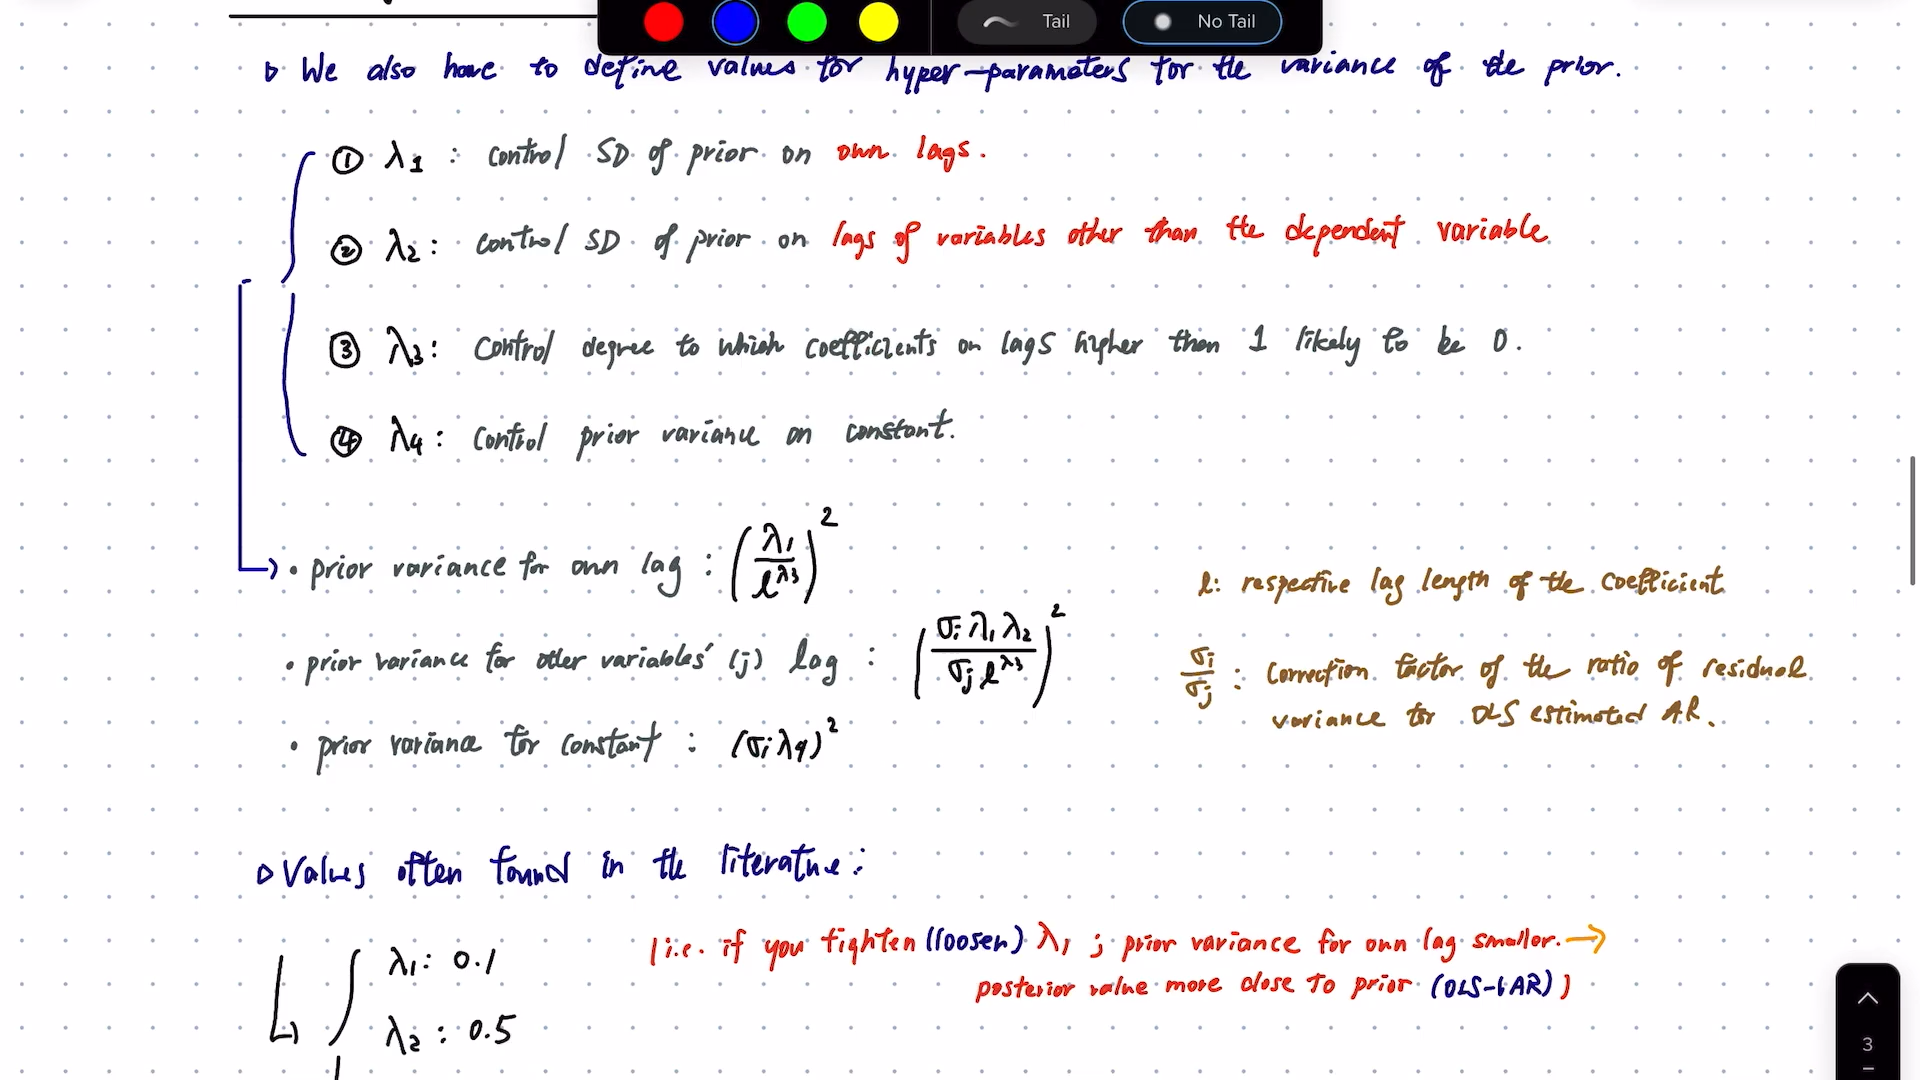 Tail
No Tail
▷ We also have to define values for hyper-parameters for the variance of the prior.
① λ1 : control SD of prior on own lags.
② λ2 : control SD of prior on lags of variables other than the dependent variable
③ λ3 : control degree to which coefficients on lags higher than 1 likely to be 0.
④ λ4 : control prior variance on constant.
• prior variance for own lag : (λ1 / l^λ3)^2
• prior variance for other variables' (j) lag : (σi λ1 λ2 / σj l^λ3)^2
• prior variance for constant : (σi λ4)^2
l: respective lag length of the coefficient
σi/σj : correction factor of the ratio of residual
variance for OLS estimated AR.
▷ Values often found in the literature:
λ1: 0.1
λ2 : 0.5
(i.e. if you tighten (loosen) λ1 ; prior variance for own lag smaller. →
posterior value more close to prior (OLS-VAR))
3